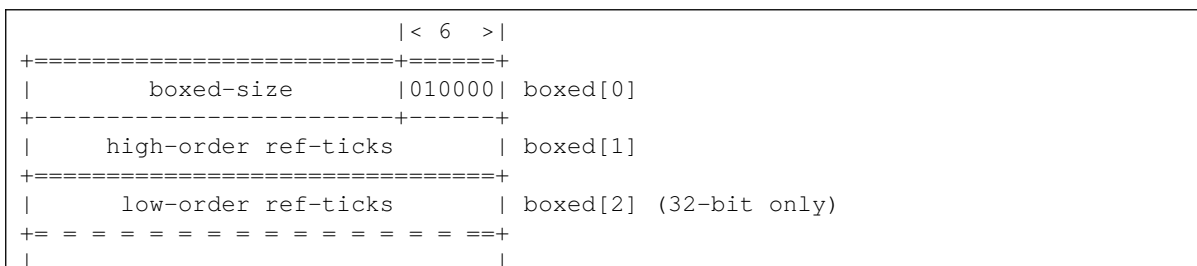 |< 6  >|
+=========================+======+
|        boxed-size       |010000| boxed[0]
+-------------------------+------+
|     high-order ref-ticks       | boxed[1]
+================================+
|      low-order ref-ticks       | boxed[2] (32-bit only)
+= = = = = = = = = = = = = = = ==+
|                                |